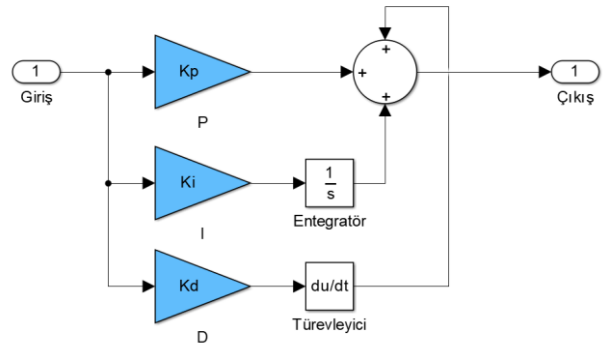 1
Giriş
Kp
P
+
+
+
1
Çıkış
Ki
I
1
s
Entegratör
Kd
D
du/dt
Türevleyici